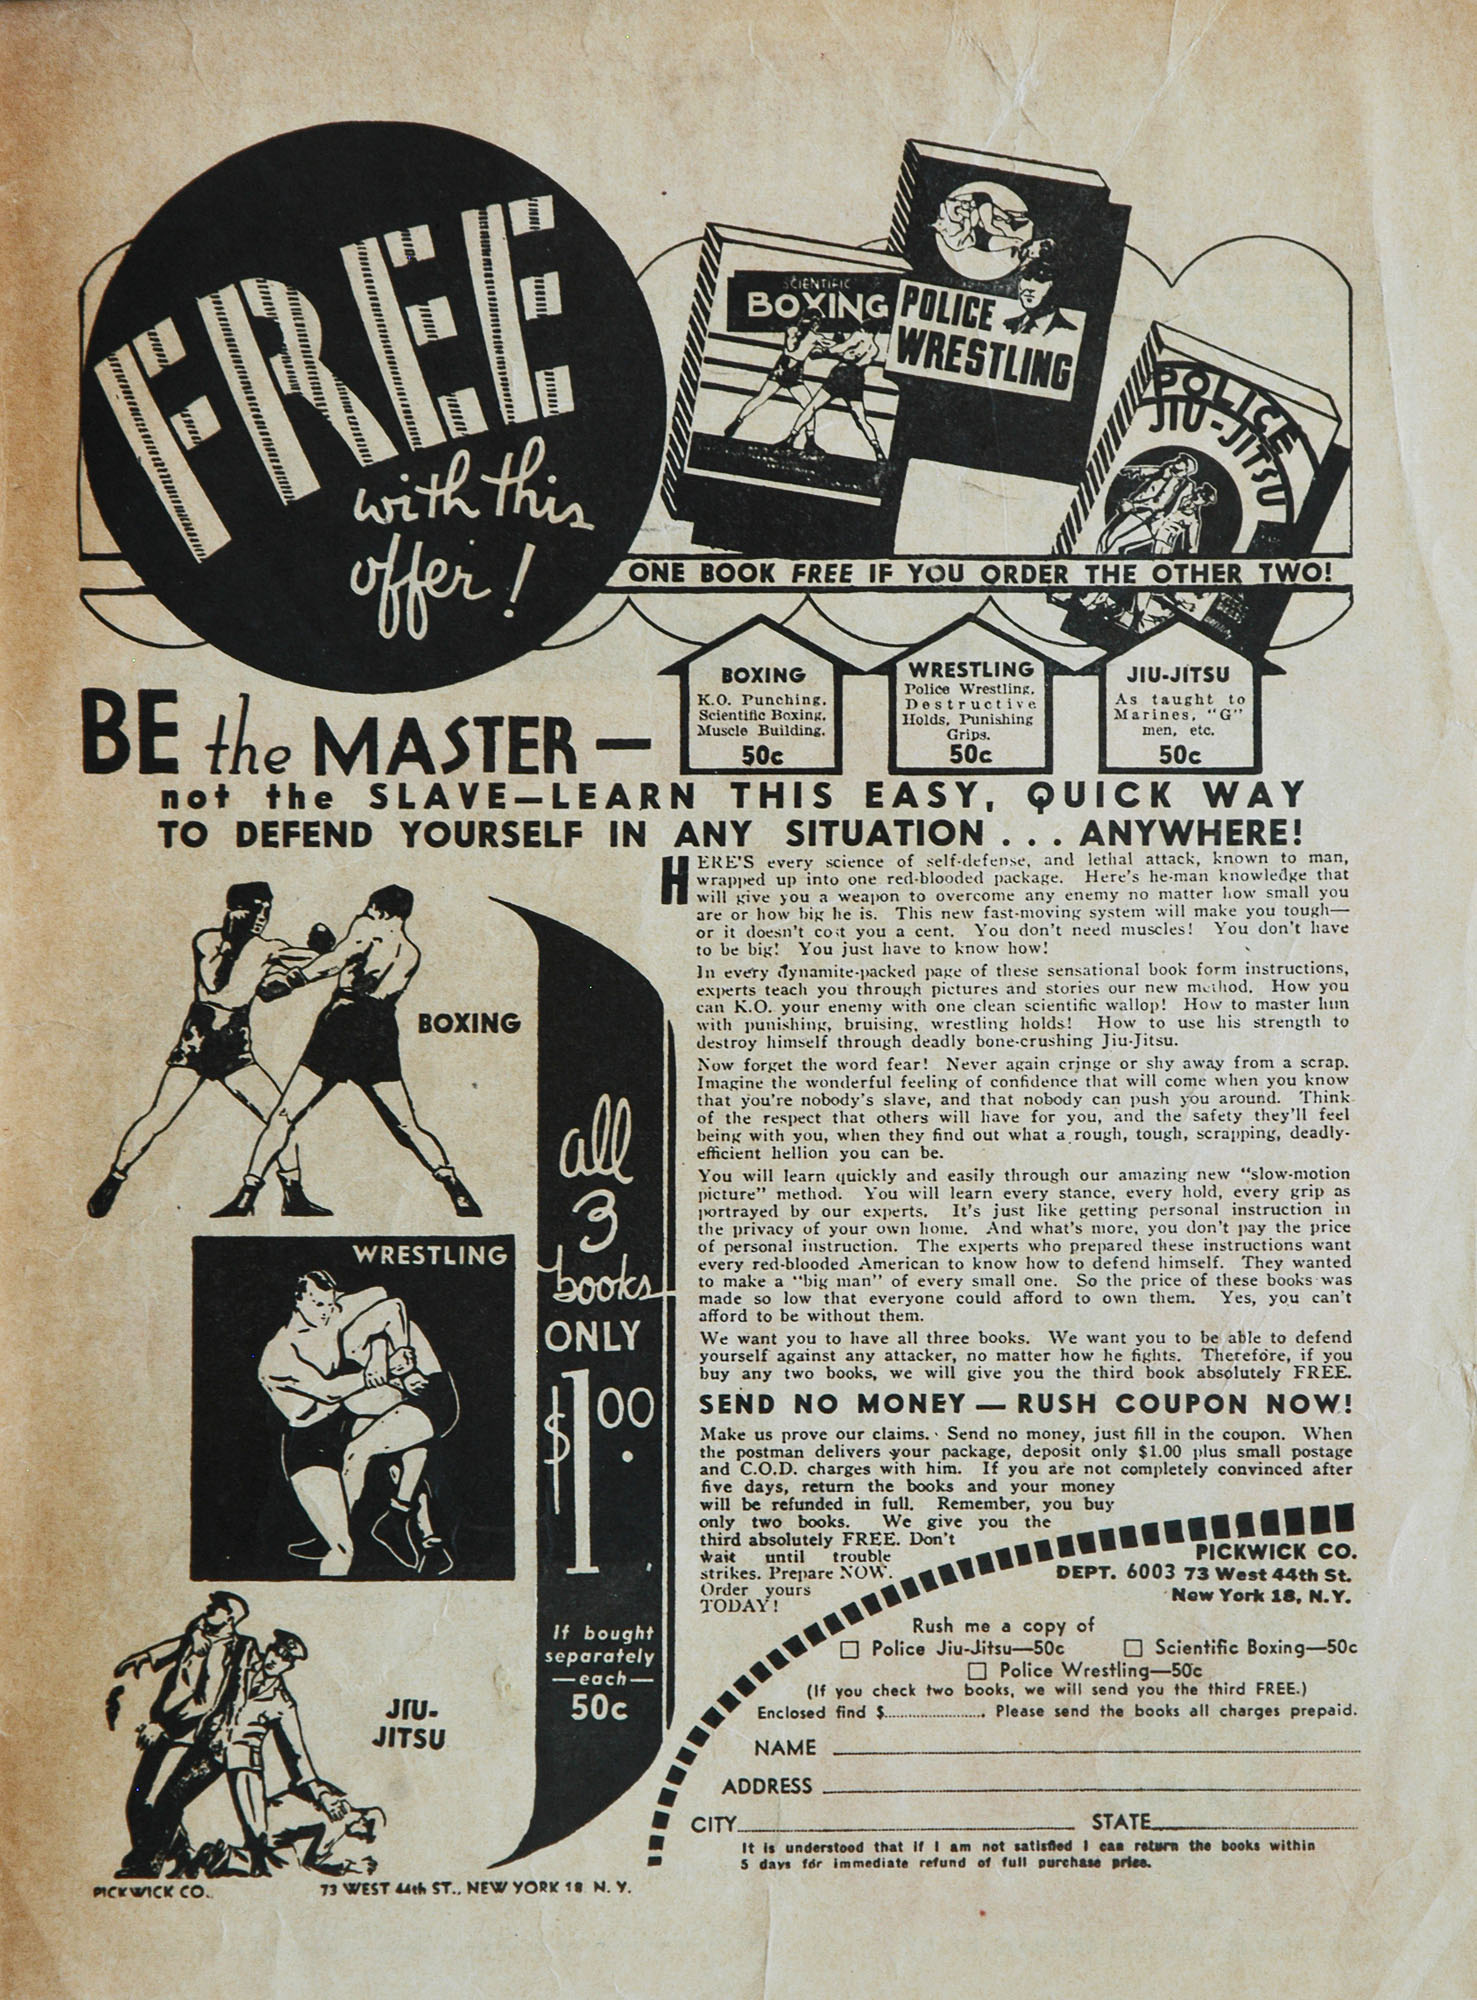 FREE
with this
offer!
SCIENTIFIC
BOXING
POLICE
WRESTLING
POLICE
JIU-JITSU
ONE BOOK FREE IF YOU ORDER THE OTHER TWO!
BOXING
K.O. Punching,
Scientific Boxing,
Muscle Building.
50c
WRESTLING
Police Wrestling,
Destructive
Holds, Punishing
Grips.
50c
JIU-JITSU
As taught to
Marines, "G"
men, etc.
50c
BE the MASTER —
not the SLAVE—LEARN THIS EASY, QUICK WAY
TO DEFEND YOURSELF IN ANY SITUATION . . . ANYWHERE!
HERE'S every science of self-defense, and lethal attack, known to man,
wrapped up into one red-blooded package. Here's he-man knowledge that
will give you a weapon to overcome any enemy no matter how small you
are or how big he is. This new fast-moving system will make you tough—
or it doesn't cost you a cent. You don't need muscles! You don't have
to be big! You just have to know how!
In every dynamite-packed page of these sensational book form instructions,
experts teach you through pictures and stories our new method. How you
can K.O. your enemy with one clean scientific wallop! How to master him
with punishing, bruising, wrestling holds! How to use his strength to
destroy himself through deadly bone-crushing Jiu-Jitsu.
Now forget the word fear! Never again cringe or shy away from a scrap.
Imagine the wonderful feeling of confidence that will come when you know
that you're nobody's slave, and that nobody can push you around. Think
of the respect that others will have for you, and the safety they'll feel
being with you, when they find out what a rough, tough, scrapping, deadly-
efficient hellion you can be.
You will learn quickly and easily through our amazing new "slow-motion
picture" method. You will learn every stance, every hold, every grip as
portrayed by our experts. It's just like getting personal instruction in
the privacy of your own home. And what's more, you don't pay the price
of personal instruction. The experts who prepared these instructions want
every red-blooded American to know how to defend himself. They wanted
to make a "big man" of every small one. So the price of these books was
made so low that everyone could afford to own them. Yes, you can't
afford to be without them.
We want you to have all three books. We want you to be able to defend
yourself against any attacker, no matter how he fights. Therefore, if you
buy any two books, we will give you the third book absolutely FREE.
SEND NO MONEY — RUSH COUPON NOW!
Make us prove our claims. Send no money, just fill in the coupon. When
the postman delivers your package, deposit only $1.00 plus small postage
and C.O.D. charges with him. If you are not completely convinced after
five days, return the books and your money
will be refunded in full. Remember, you buy
only two books. We give you the
third absolutely FREE. Don't
wait until trouble
strikes. Prepare NOW.
Order yours
TODAY!
BOXING
WRESTLING
JIU-
JITSU
all
3
books
ONLY
$1.00
If bought
separately
—each—
50c
PICKWICK CO.
DEPT. 6003 73 West 44th St.
New York 18, N.Y.
Rush me a copy of
☐ Police Jiu-Jitsu—50c ☐ Scientific Boxing—50c
☐ Police Wrestling—50c
(If you check two books, we will send you the third FREE.)
Enclosed find $........................ Please send the books all charges prepaid.
NAME
ADDRESS
CITY STATE
It is understood that if I am not satisfied I can return the books within
5 days for immediate refund of full purchase price.
PICKWICK CO. 73 WEST 44th ST., NEW YORK 18 N. Y.